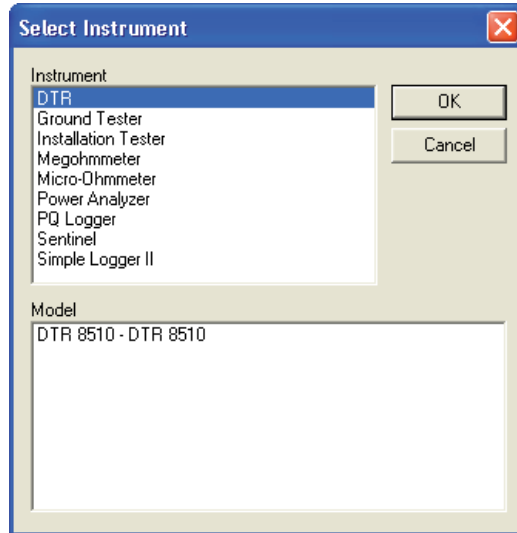 Select Instrument
Instrument
DTR
Ground Tester
Installation Tester
Megohmmeter
Micro-Ohmmeter
Power Analyzer
PQ Logger
Sentinel
Simple Logger II
OK
Cancel
Model
DTR 8510 - DTR 8510